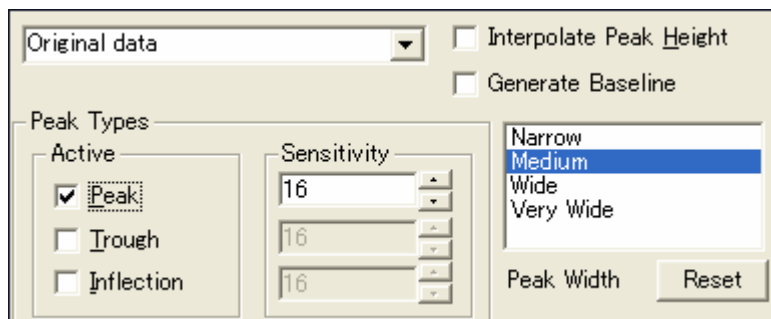 Original data
Interpolate Peak Height
Generate Baseline
Peak Types
Active
Peak
Trough
Inflection
Sensitivity
16
16
16
Narrow
Medium
Wide
Very Wide
Peak Width
Reset